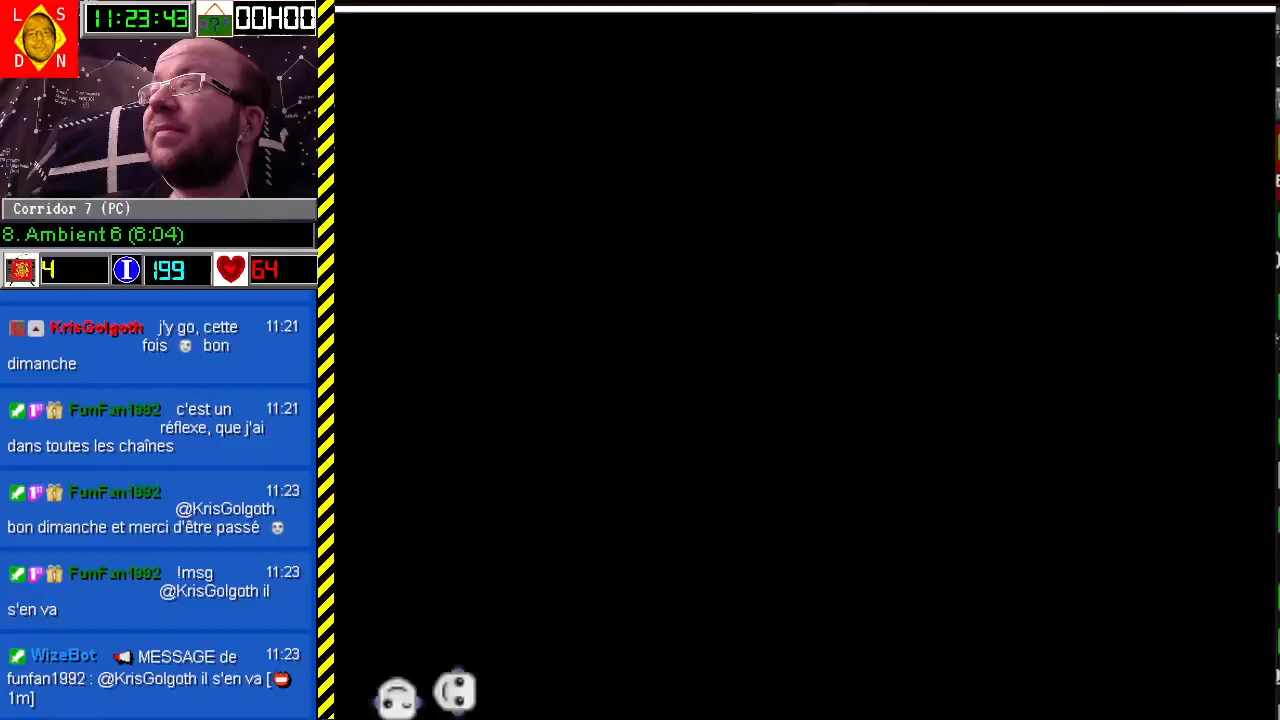 L S
D N
11:23:43
00H00
Corridor 7 (PC)
8. Ambient 6 (6:04)
4 I 199 64
KrisGolgoth j'y go, cette 11:21
fois bon
dimanche
FunFan1992 c'est un 11:21
réflexe, que j'ai
dans toutes les chaînes
FunFan1992 11:23
@KrisGolgoth
bon dimanche et merci d'être passé
FunFan1992 !msg 11:23
@KrisGolgoth il
s'en va
WizeBot MESSAGE de 11:23
funfan1992 : @KrisGolgoth il s'en va [
1m]